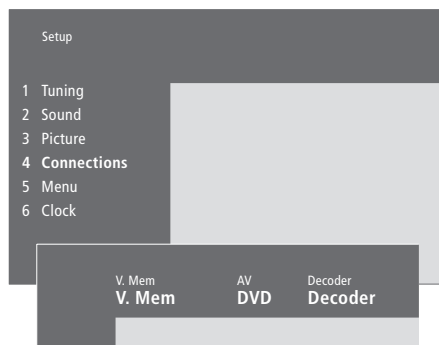 Setup
1 Tuning
2 Sound
3 Picture
4 Connections
5 Menu
6 Clock
V. Mem AV Decoder
V. Mem DVD Decoder